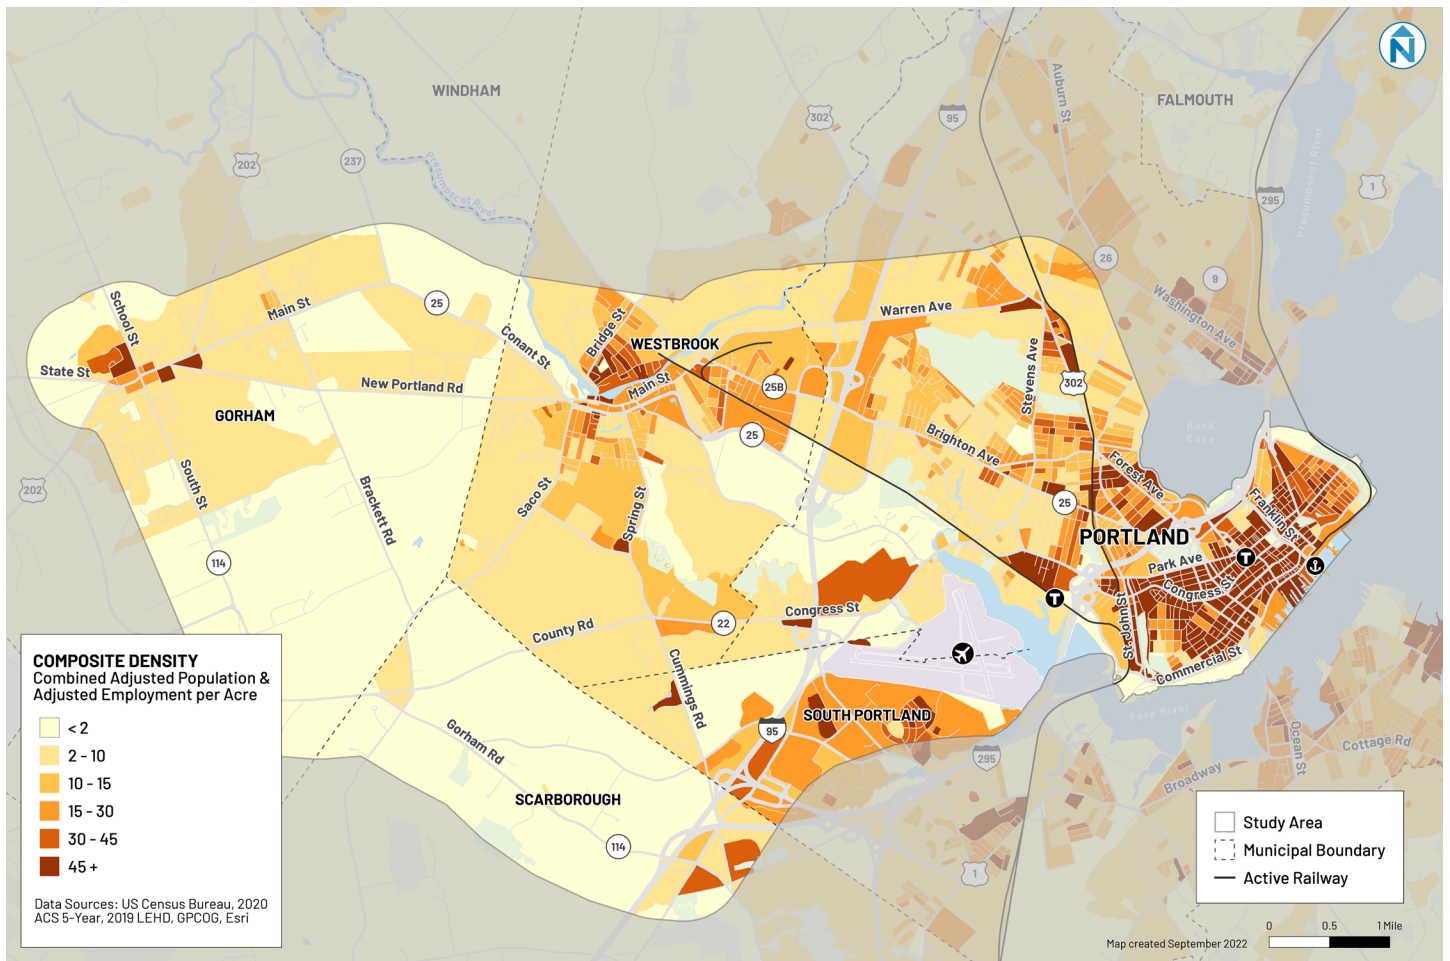 N
WINDHAM
FALMOUTH
302
95
Auburn St
202
237
Presumpscot River
Presumpscot River
295
1
26
9
Washington Ave
School St
Main St
25
Conant St
Bridge St
WESTBROOK
Warren Ave
State St
New Portland Rd
Main St
25B
Stevens Ave
302
GORHAM
25
Brighton Ave
Back
Cove
202
South St
Brackett Rd
Saco St
Spring St
25
Forest Ave
Franklin St
PORTLAND
T
Park Ave
Congress St
114
T
Congress St
St John St
22
County Rd
Commercial St
Cummings Rd
SOUTH PORTLAND
Fore River
95
295
Gorham Rd
Ocean St
Cottage Rd
Broadway
SCARBOROUGH
114
1
COMPOSITE DENSITY
Combined Adjusted Population &
Adjusted Employment per Acre
< 2
2 - 10
10 - 15
15 - 30
30 - 45
45 +
Data Sources: US Census Bureau, 2020
ACS 5-Year, 2019 LEHD, GPCOG, Esri
Study Area
Municipal Boundary
Active Railway
0 0.5 1 Mile
Map created September 2022